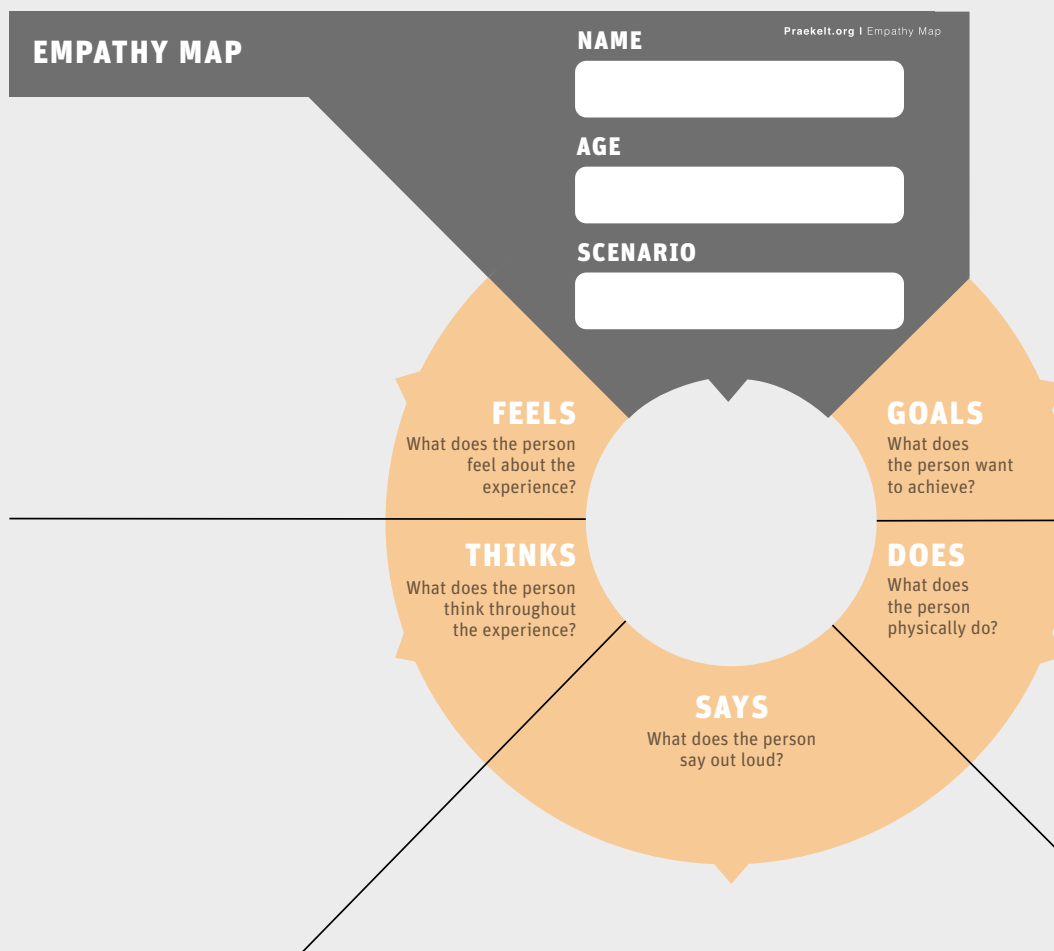 EMPATHY MAP
Praekelt.org I Empathy Map
NAME
AGE
SCENARIO
FEELS
What does the person
feel about the
experience?
GOALS
What does
the person want
to achieve?
THINKS
What does the person
think throughout
the experience?
DOES
What does
the person
physically do?
SAYS
What does the person
say out loud?